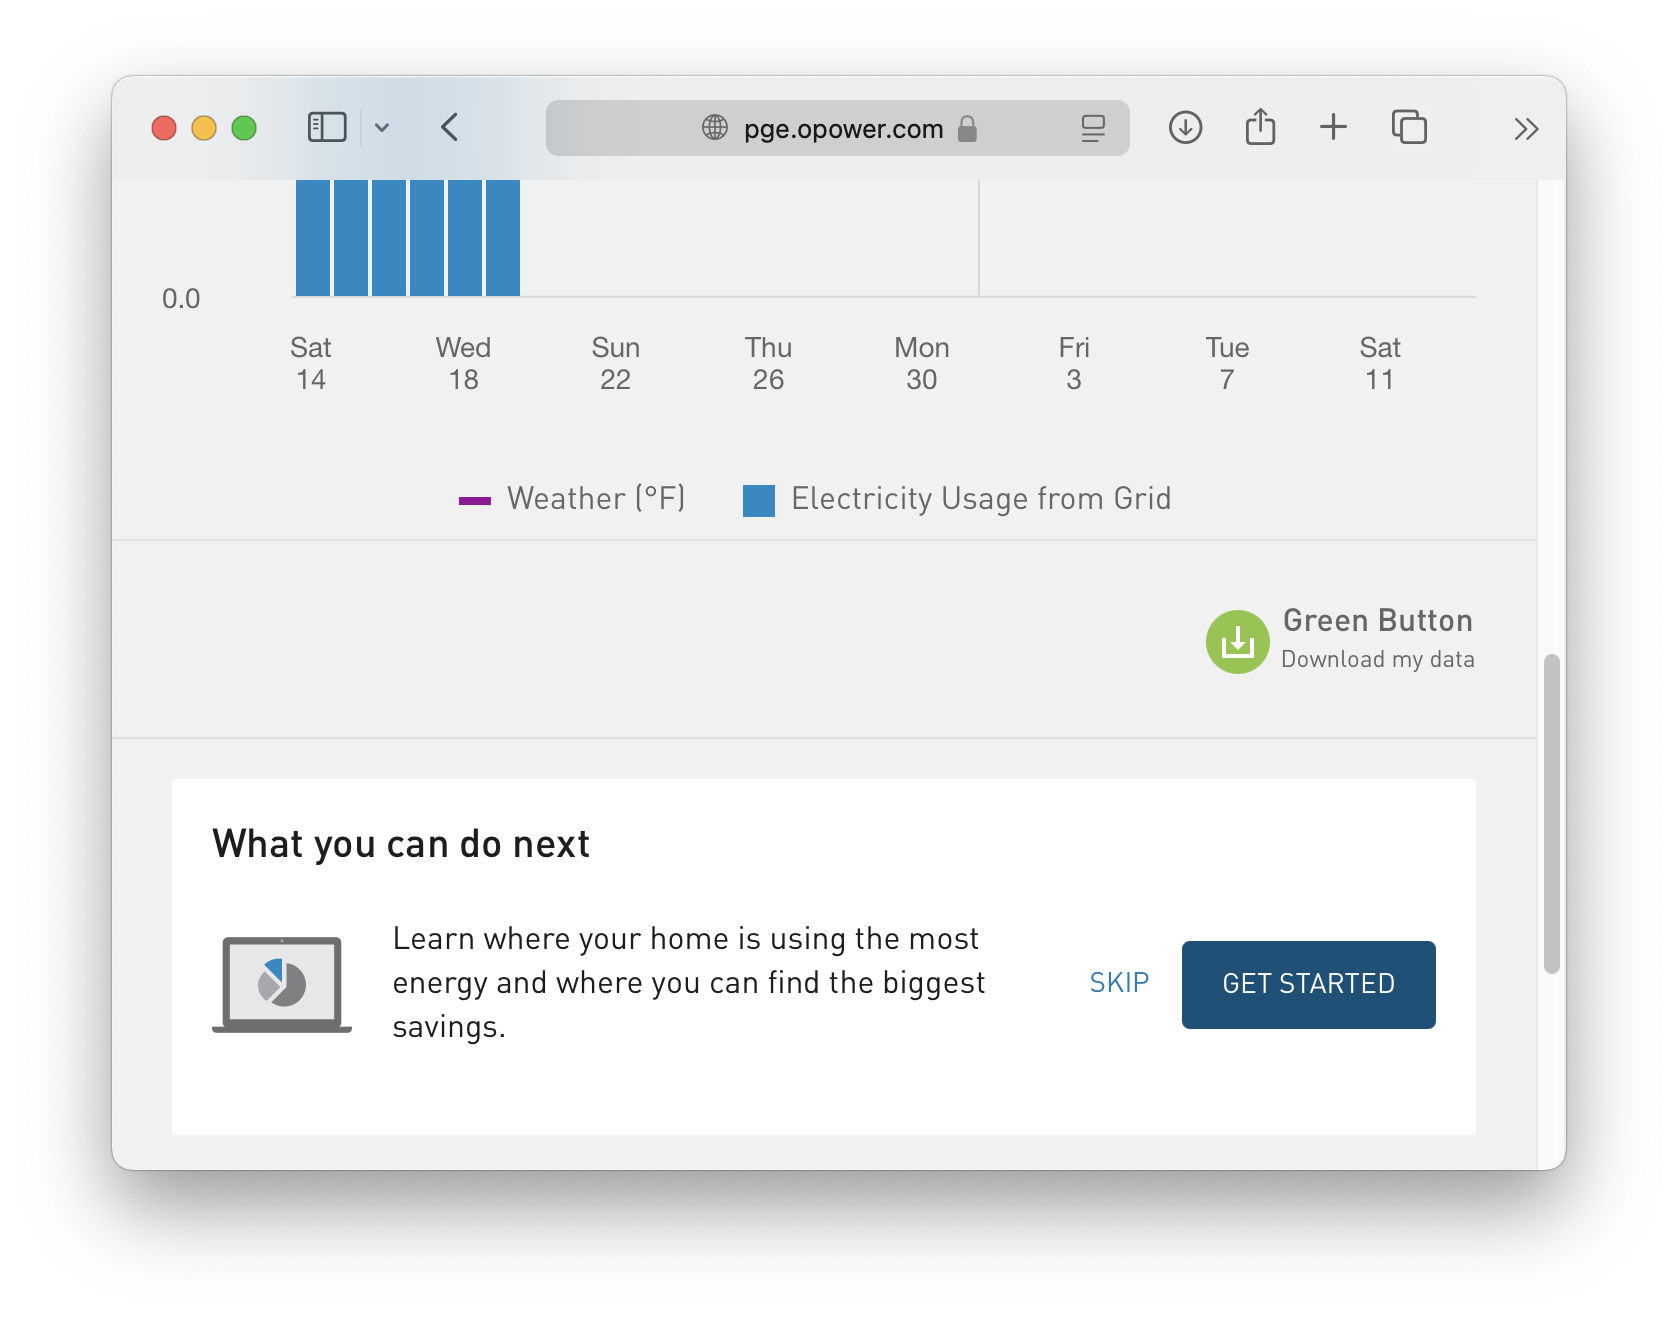 pge.opower.com
0.0
Sat Wed Sun Thu Mon Fri Tue Sat
14 18 22 26 30 3 7 11
Weather (°F) Electricity Usage from Grid
Green Button
Download my data
What you can do next
Learn where your home is using the most
energy and where you can find the biggest
savings.
SKIP
GET STARTED